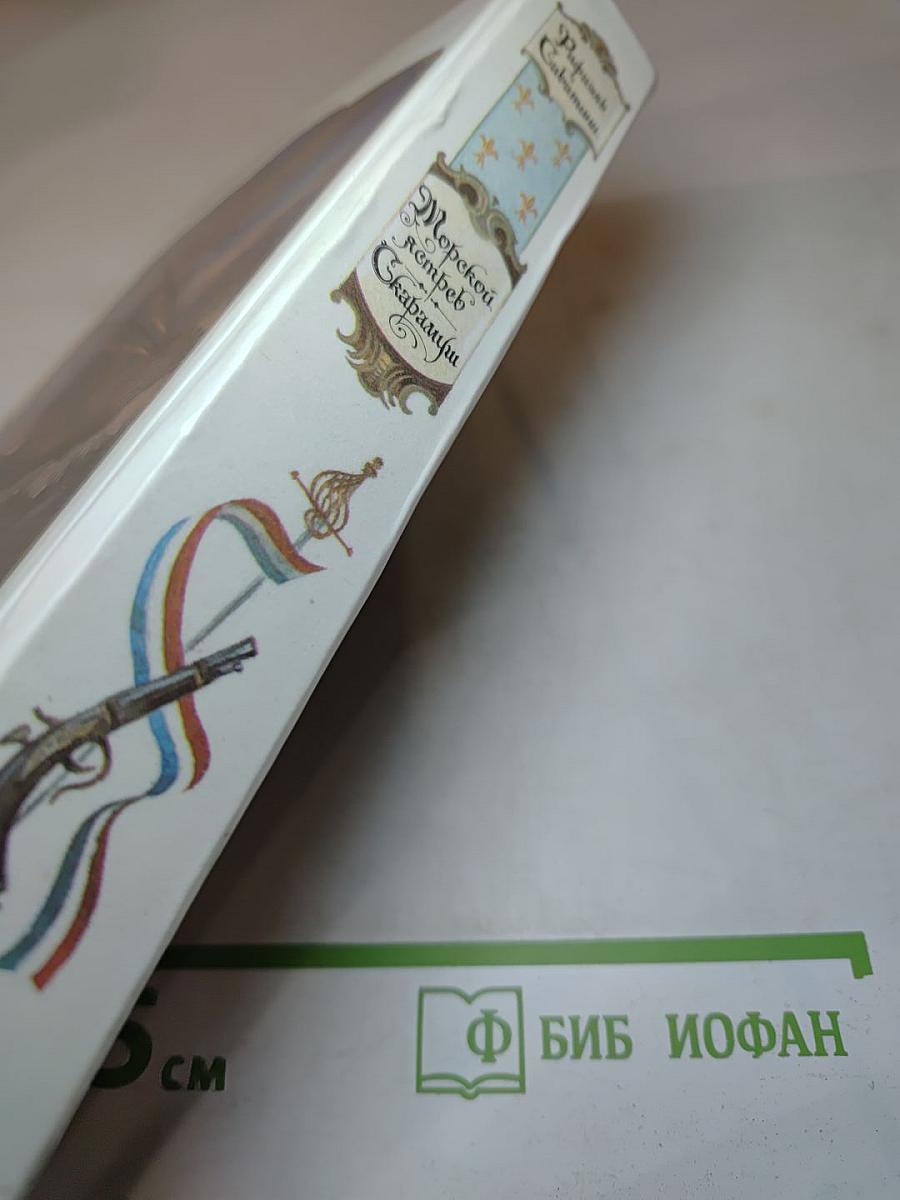 Рафаэль
Сабатини
Морской
ястреб
Скарамуш
см
Ф БИБ ИОФАН